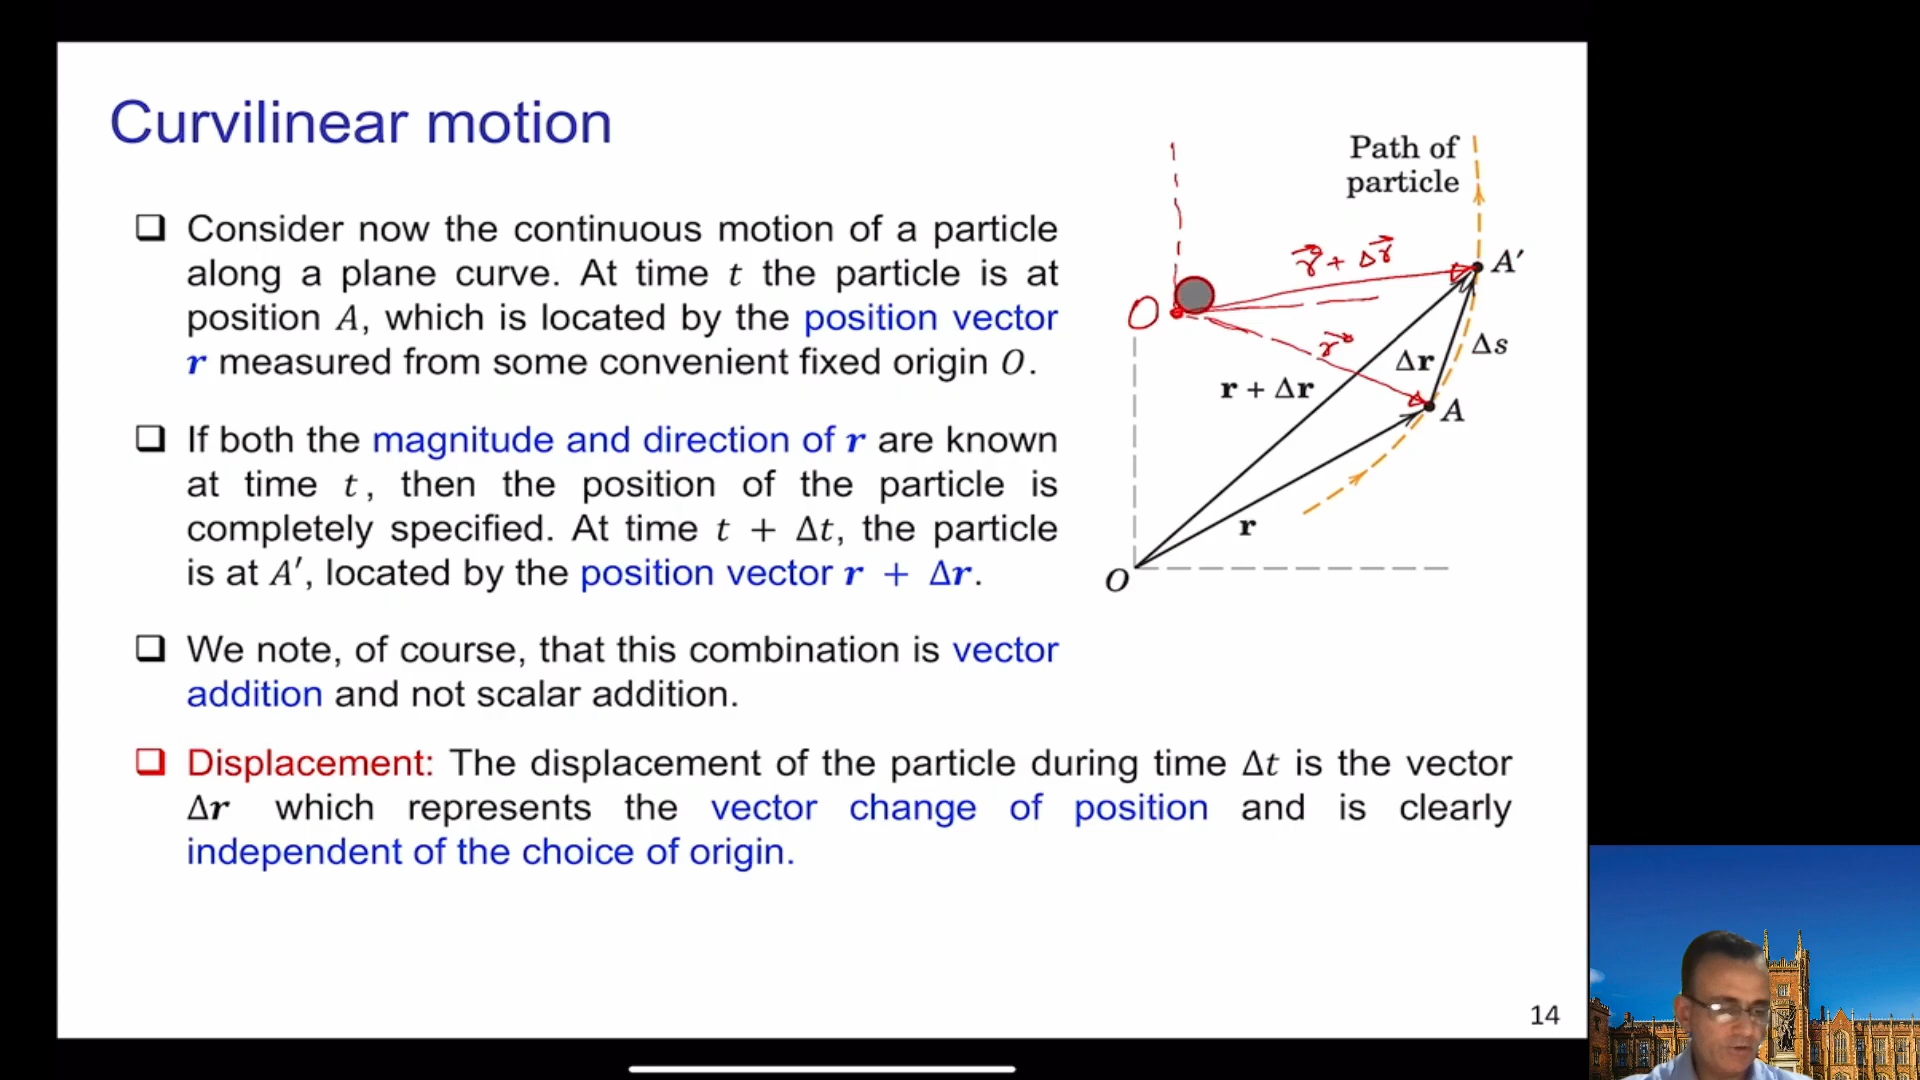 Curvilinear motion
❑ Consider now the continuous motion of a particle
along a plane curve. At time t the particle is at
position A, which is located by the position vector
r measured from some convenient fixed origin O.
❑ If both the magnitude and direction of r are known
at time t, then the position of the particle is
completely specified. At time t + Δt, the particle
is at A′, located by the position vector r + Δr.
❑ We note, of course, that this combination is vector
addition and not scalar addition.
❑ Displacement: The displacement of the particle during time Δt is the vector
Δr which represents the vector change of position and is clearly
independent of the choice of origin.
Path of
particle
r⃗ + Δr⃗
A′
O
r⃗
Δs
Δr
r + Δr
A
r
O
14